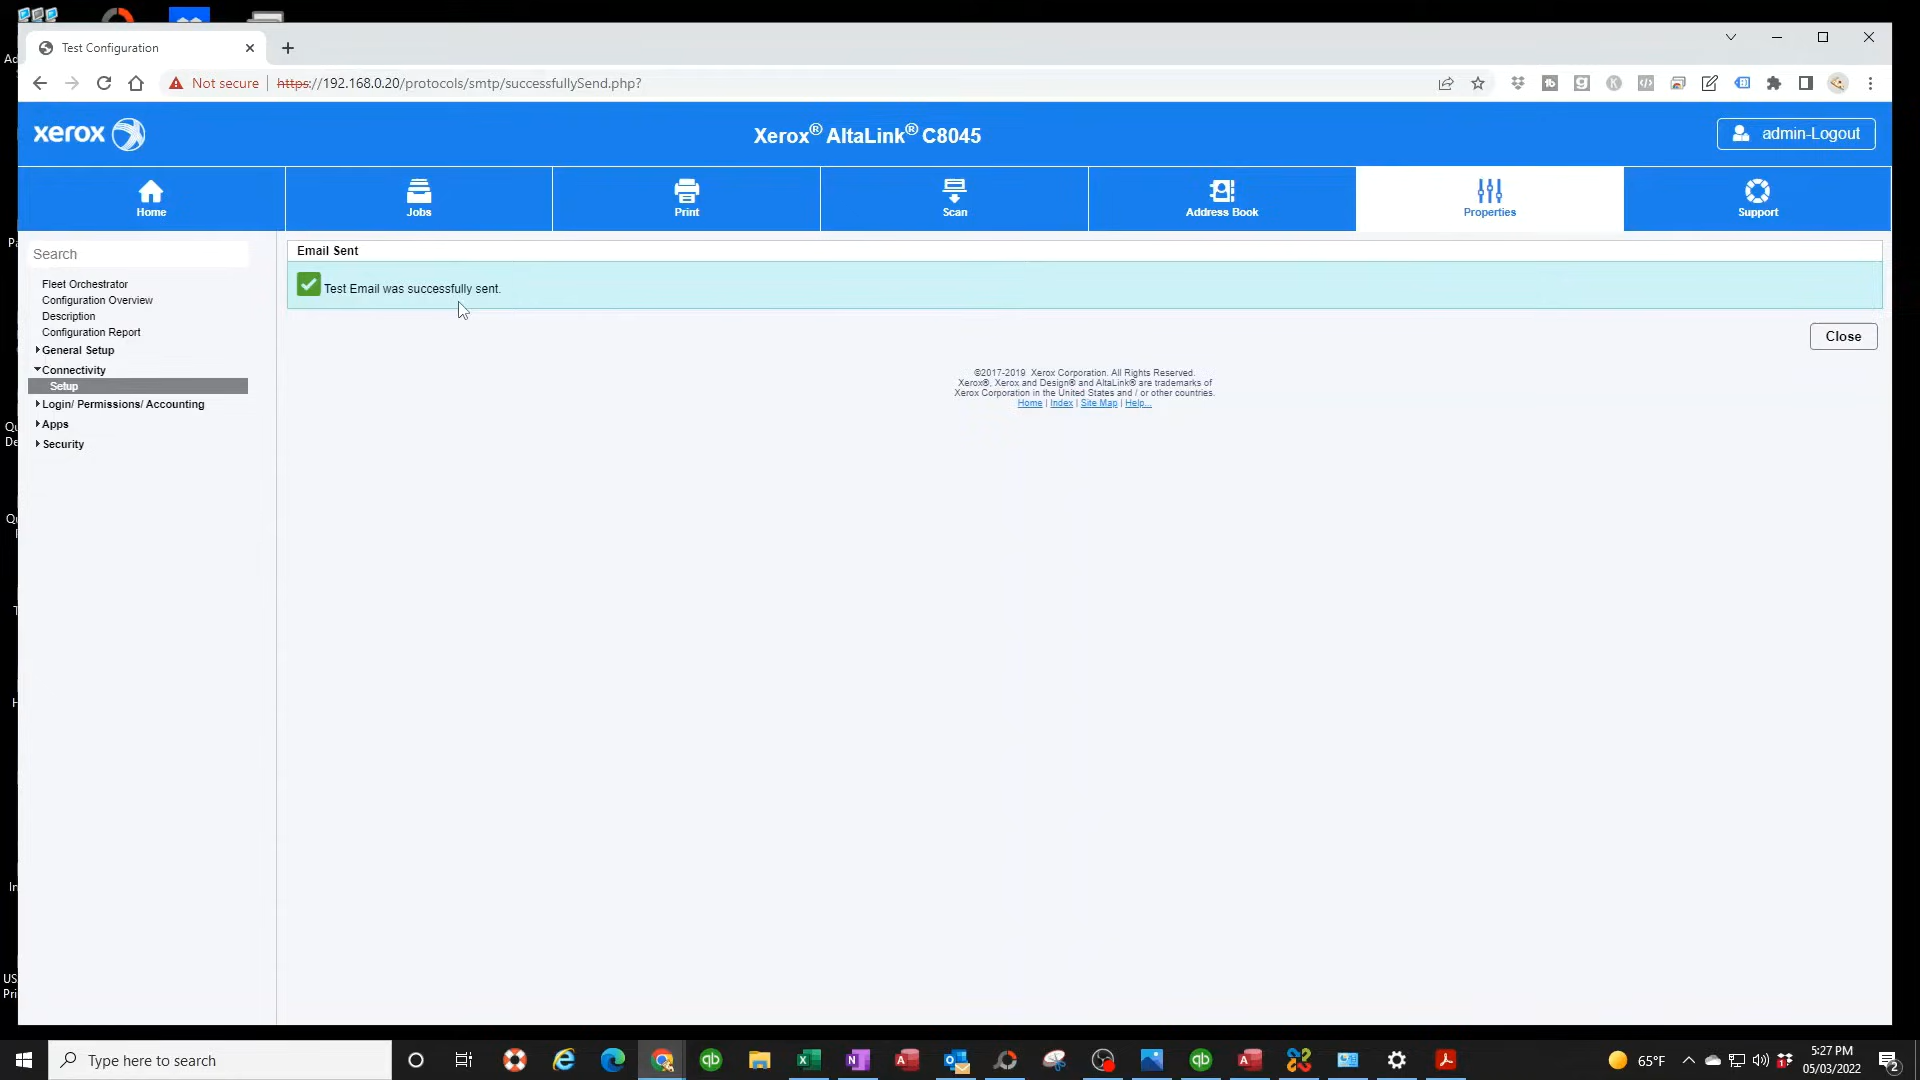 Test Configuration
Not secure
https://192.168.0.20/protocols/smtp/successfullySend.php?
xerox
Xerox® AltaLink® C8045
admin-Logout
Home
Jobs
Print
Scan
Address Book
Properties
Support
Search
Fleet Orchestrator
Configuration Overview
Description
Configuration Report
General Setup
Connectivity
Setup
Login/ Permissions/ Accounting
Apps
Security
Email Sent
Test Email was successfully sent.
Close
©2017-2019 Xerox Corporation. All Rights Reserved.
Xerox®, Xerox and Design® and AltaLink® are trademarks of
Xerox Corporation in the United States and / or other countries.
Home | Index | Site Map | Help...
Type here to search
65°F
5:27 PM
05/03/2022
2